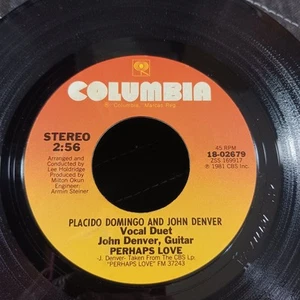 COLUMBIA
® "Columbia," Marcas Reg.
STEREO
2:56
Arranged and
Conducted by
Lee Holdridge
Produced by
Milton Okun
Engineer:
Armin Steiner
45 RPM
18-02679
ZSS 169917
℗ 1981 CBS Inc.
PLACIDO DOMINGO AND JOHN DENVER
Vocal Duet
John Denver, Guitar
PERHAPS LOVE
J. Denver- Taken From The CBS Lp
"PERHAPS LOVE" FM 37243